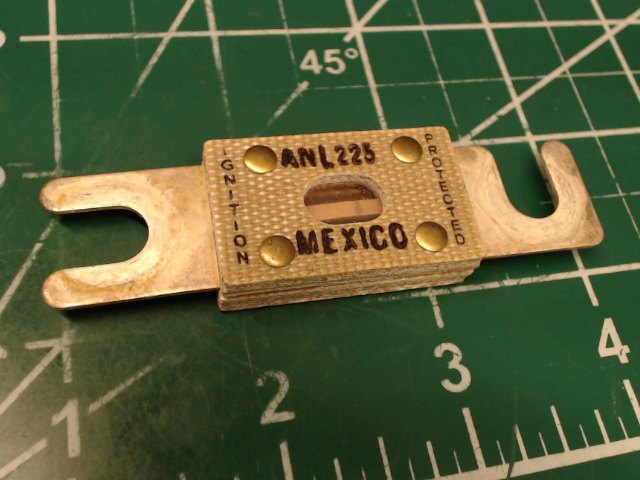 45°
ANL225
IGNITION
PROTECTED
MEXICO
1
2
3
4